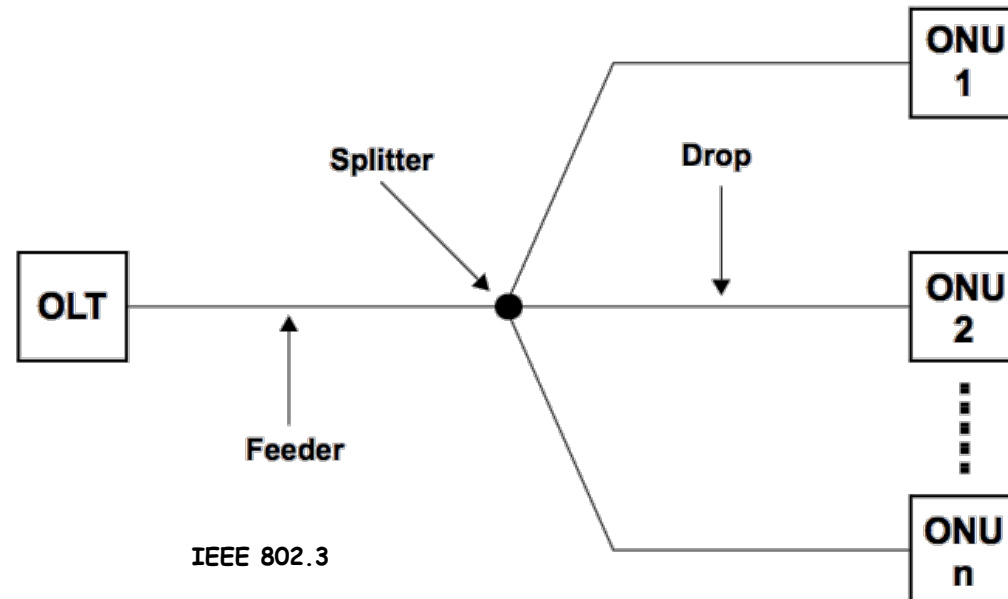 ONU
1
Splitter
Drop
OLT
ONU
2
Feeder
ONU
n
IEEE 802.3